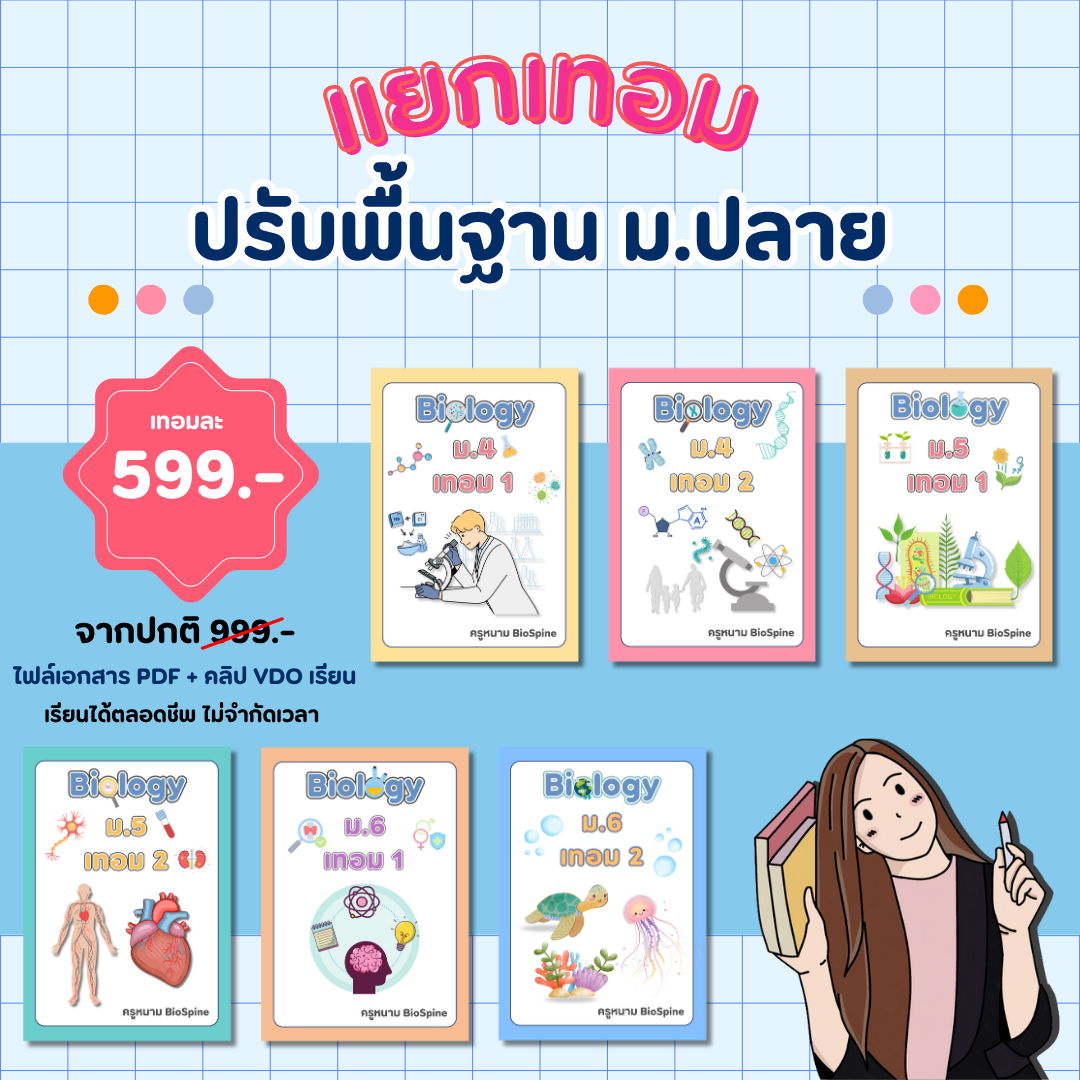 แยกเทอม
ปรับพื้นฐาน ม.ปลาย
เทอมละ
599.-
จากปกติ 999.-
ไฟล์เอกสาร PDF + คลิป VDO เรียน
เรียนได้ตลอดชีพ ไม่จำกัดเวลา
Biology
ม.4
เทอม 1
ครูหนาม BioSpine
Biology
ม.4
เทอม 2
A
ครูหนาม BioSpine
Biology
ม.5
เทอม 1
BIOLOGY
ครูหนาม BioSpine
Biology
ม.5
เทอม 2
ครูหนาม BioSpine
Biology
ม.6
เทอม 1
ครูหนาม BioSpine
Biology
ม.6
เทอม 2
ครูหนาม BioSpine